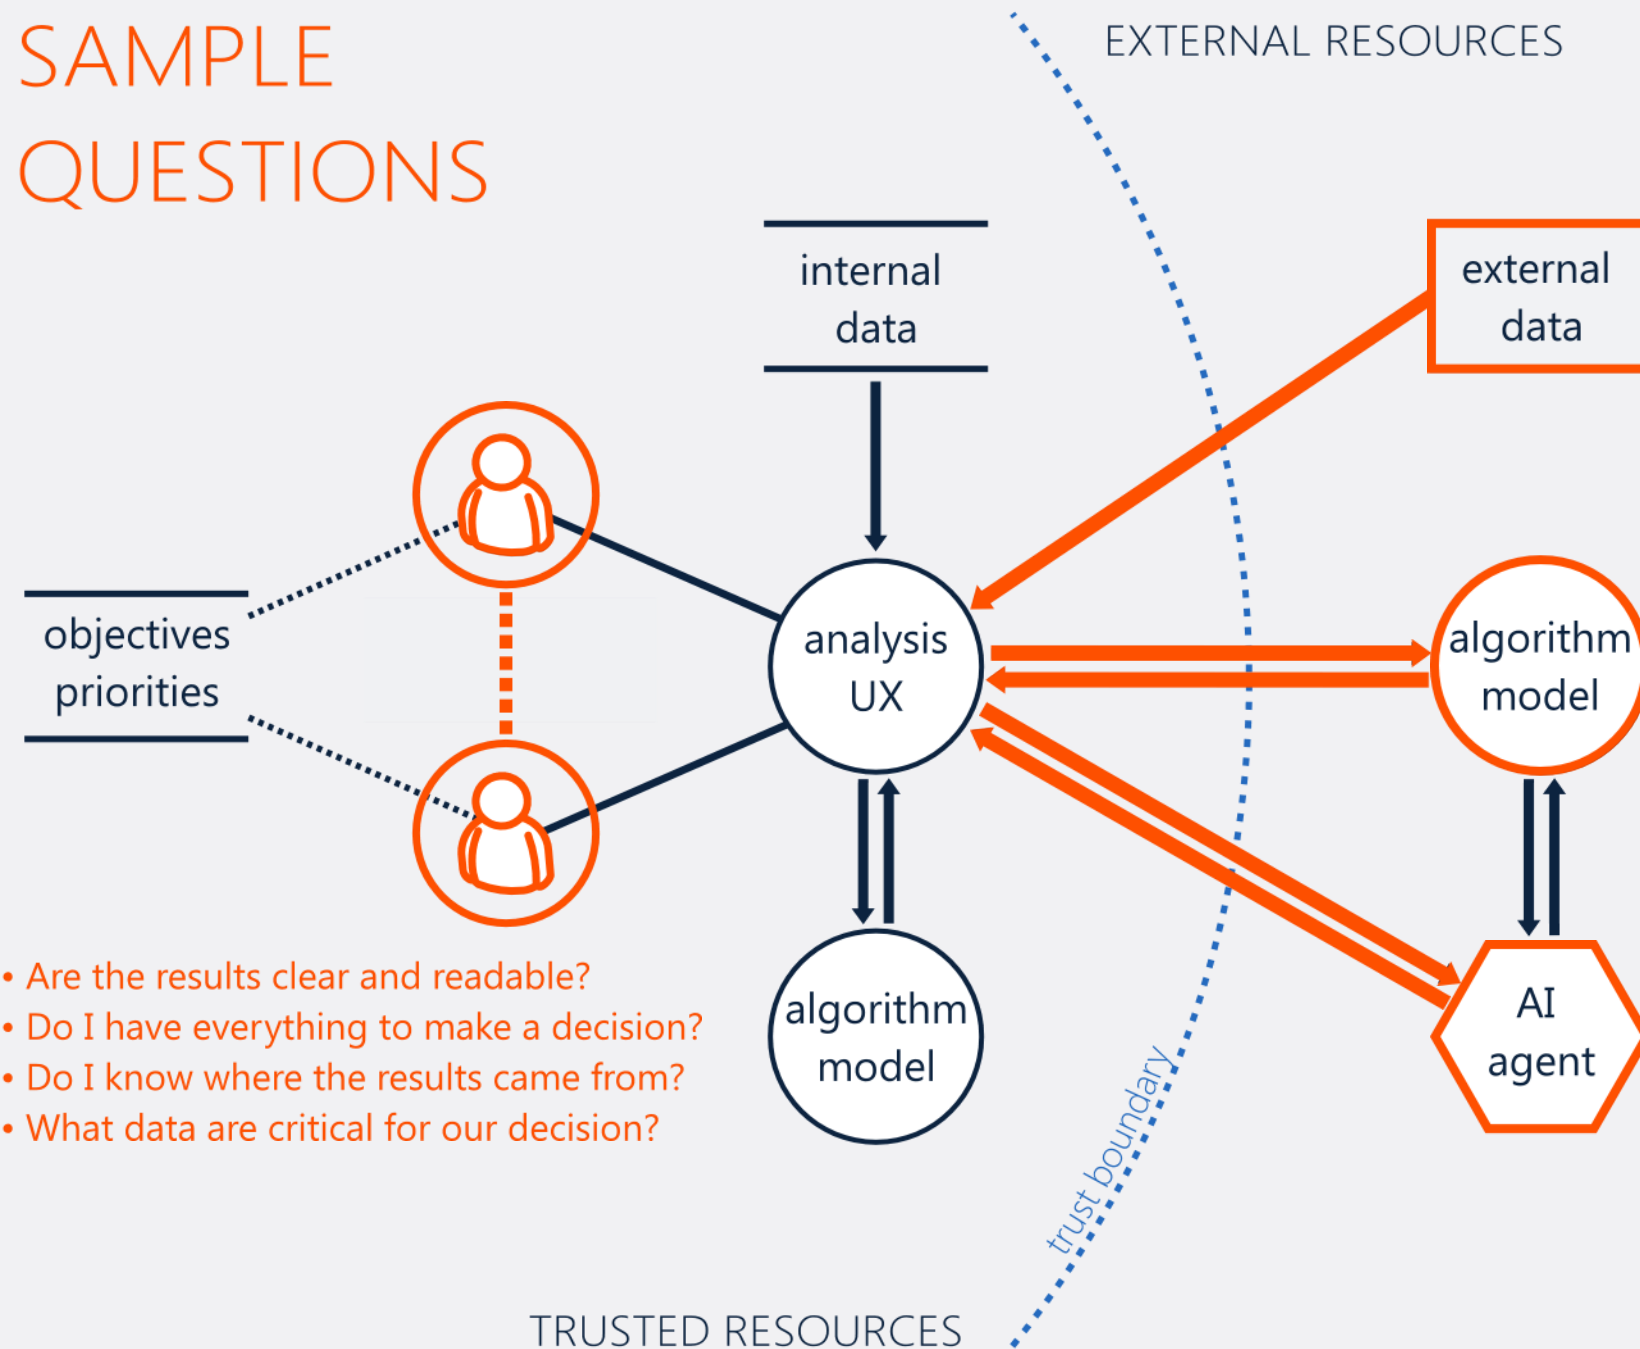 SAMPLE
QUESTIONS
EXTERNAL RESOURCES
internal
data
external
data
objectives
priorities
analysis
UX
algorithm
model
algorithm
model
AI
agent
• Are the results clear and readable?
• Do I have everything to make a decision?
• Do I know where the results came from?
• What data are critical for our decision?
trust boundary
TRUSTED RESOURCES